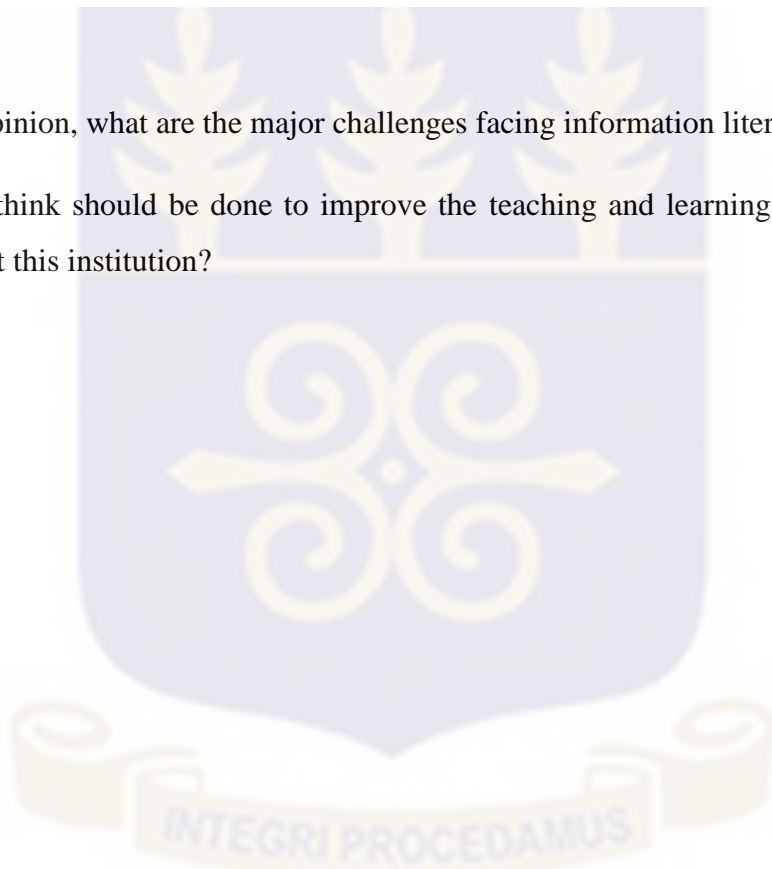 pinion, what are the major challenges facing information liter
think should be done to improve the teaching and learning
t this institution?
INTEGRI PROCEDAMUS